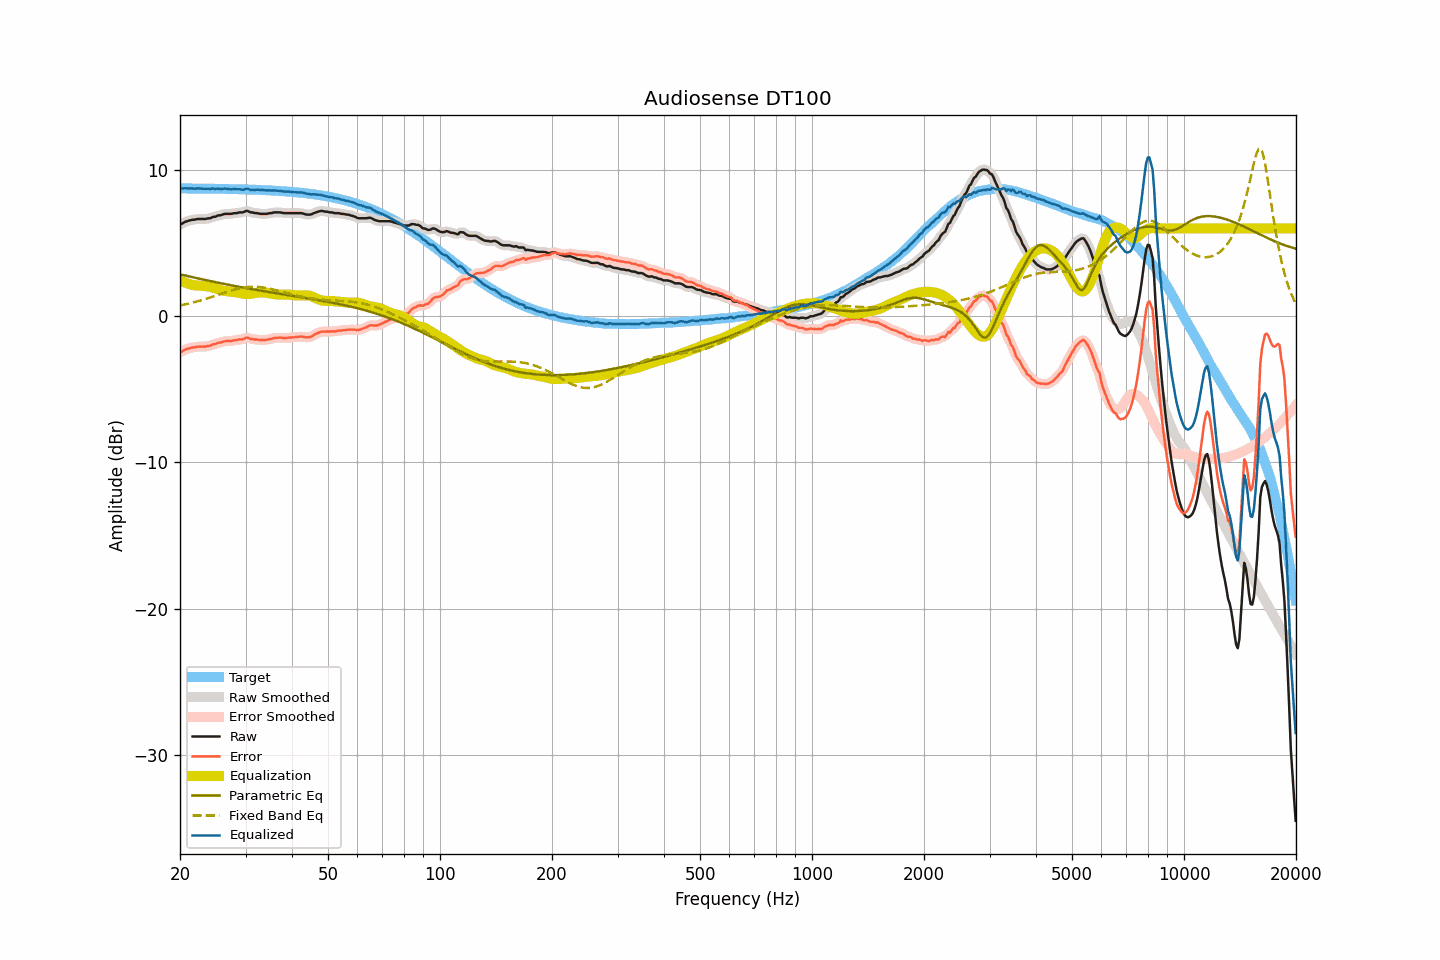 Audiosense DT100
Amplitude (dBr)
10
0
−10
−20
−30
Target
Raw Smoothed
Error Smoothed
Raw
Error
Equalization
Parametric Eq
Fixed Band Eq
Equalized
20 50 100 200 500 1000 2000 5000 10000 20000
Frequency (Hz)